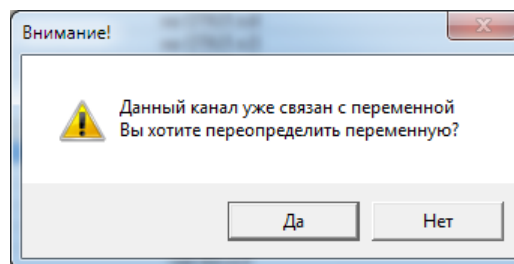 Внимание!
Данный канал уже связан с переменной
Вы хотите переопределить переменную?
Да
Нет